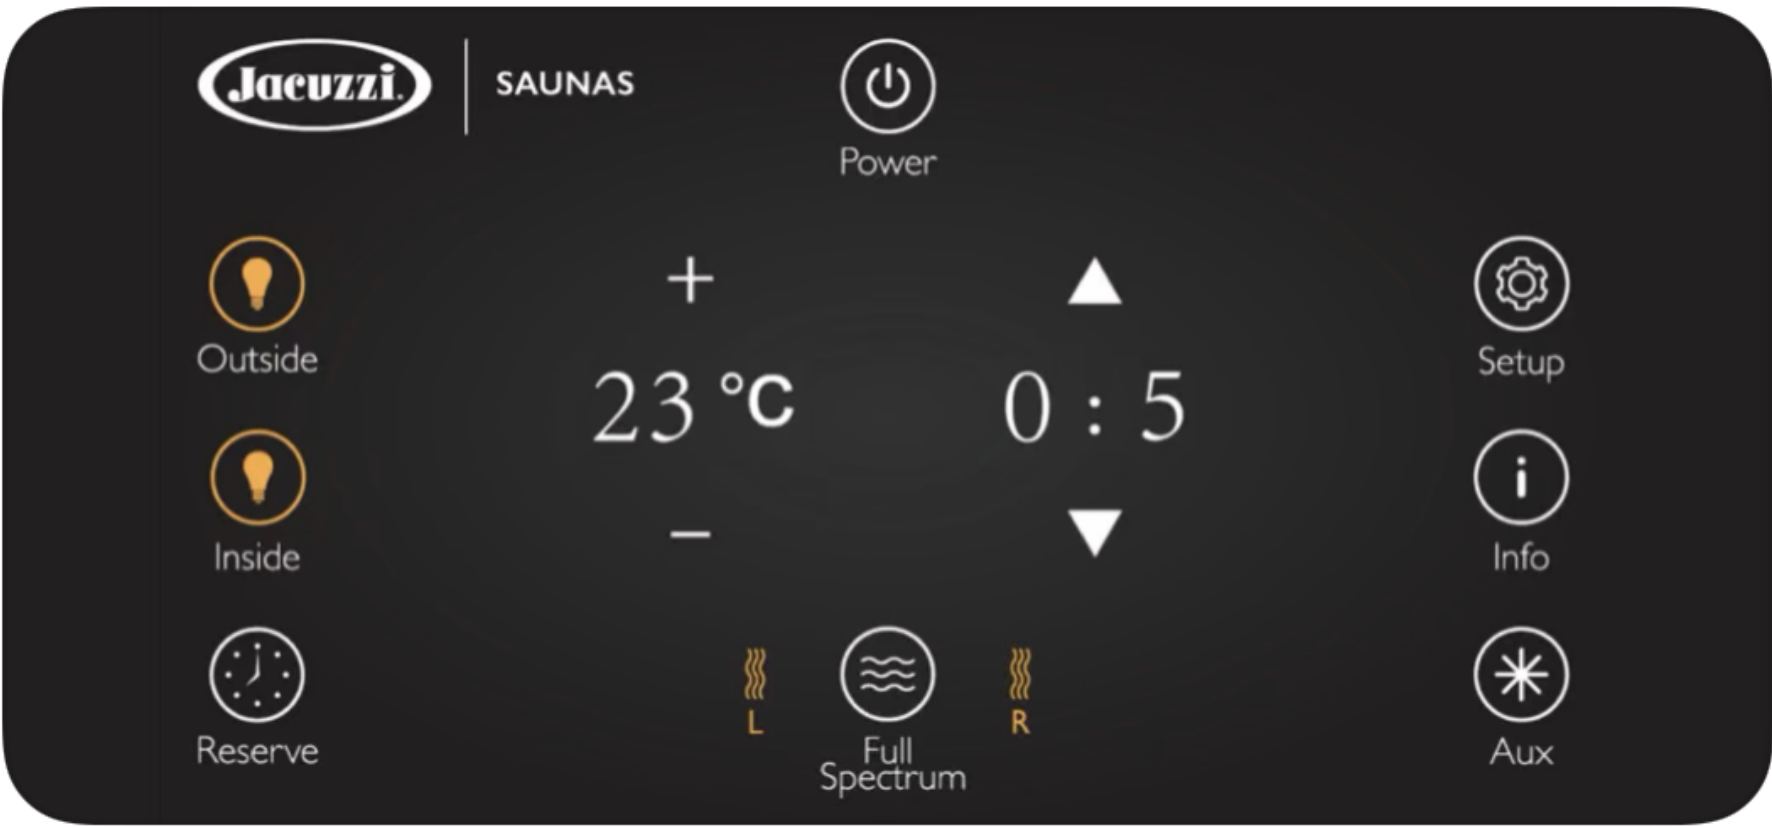 Jacuzzi.
SAUNAS
Power
Outside
23 °C
0 : 5
Setup
Inside
Info
Reserve
L
R
Full
Spectrum
Aux